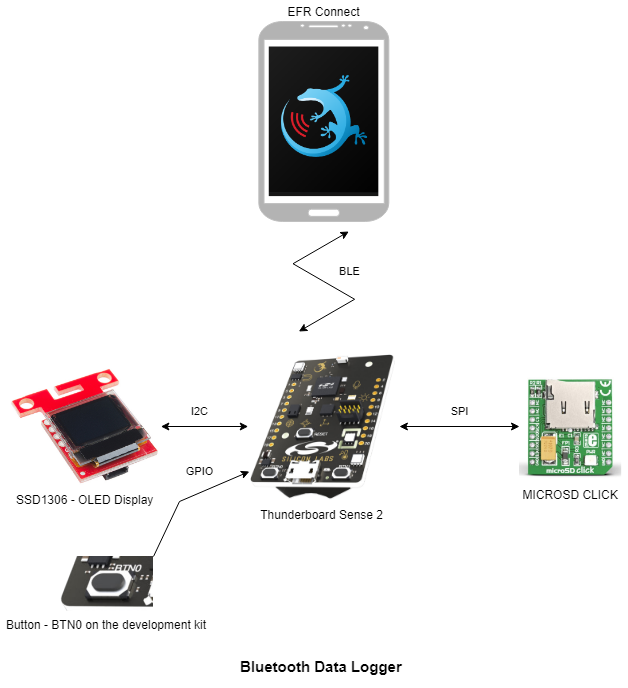 EFR Connect
BLE
I2C
SPI
GPIO
RESET
SILICON LABS
microSD click
SSD1306 - OLED Display
Thunderboard Sense 2
MICROSD CLICK
BTN0
Button - BTN0 on the development kit
Bluetooth Data Logger